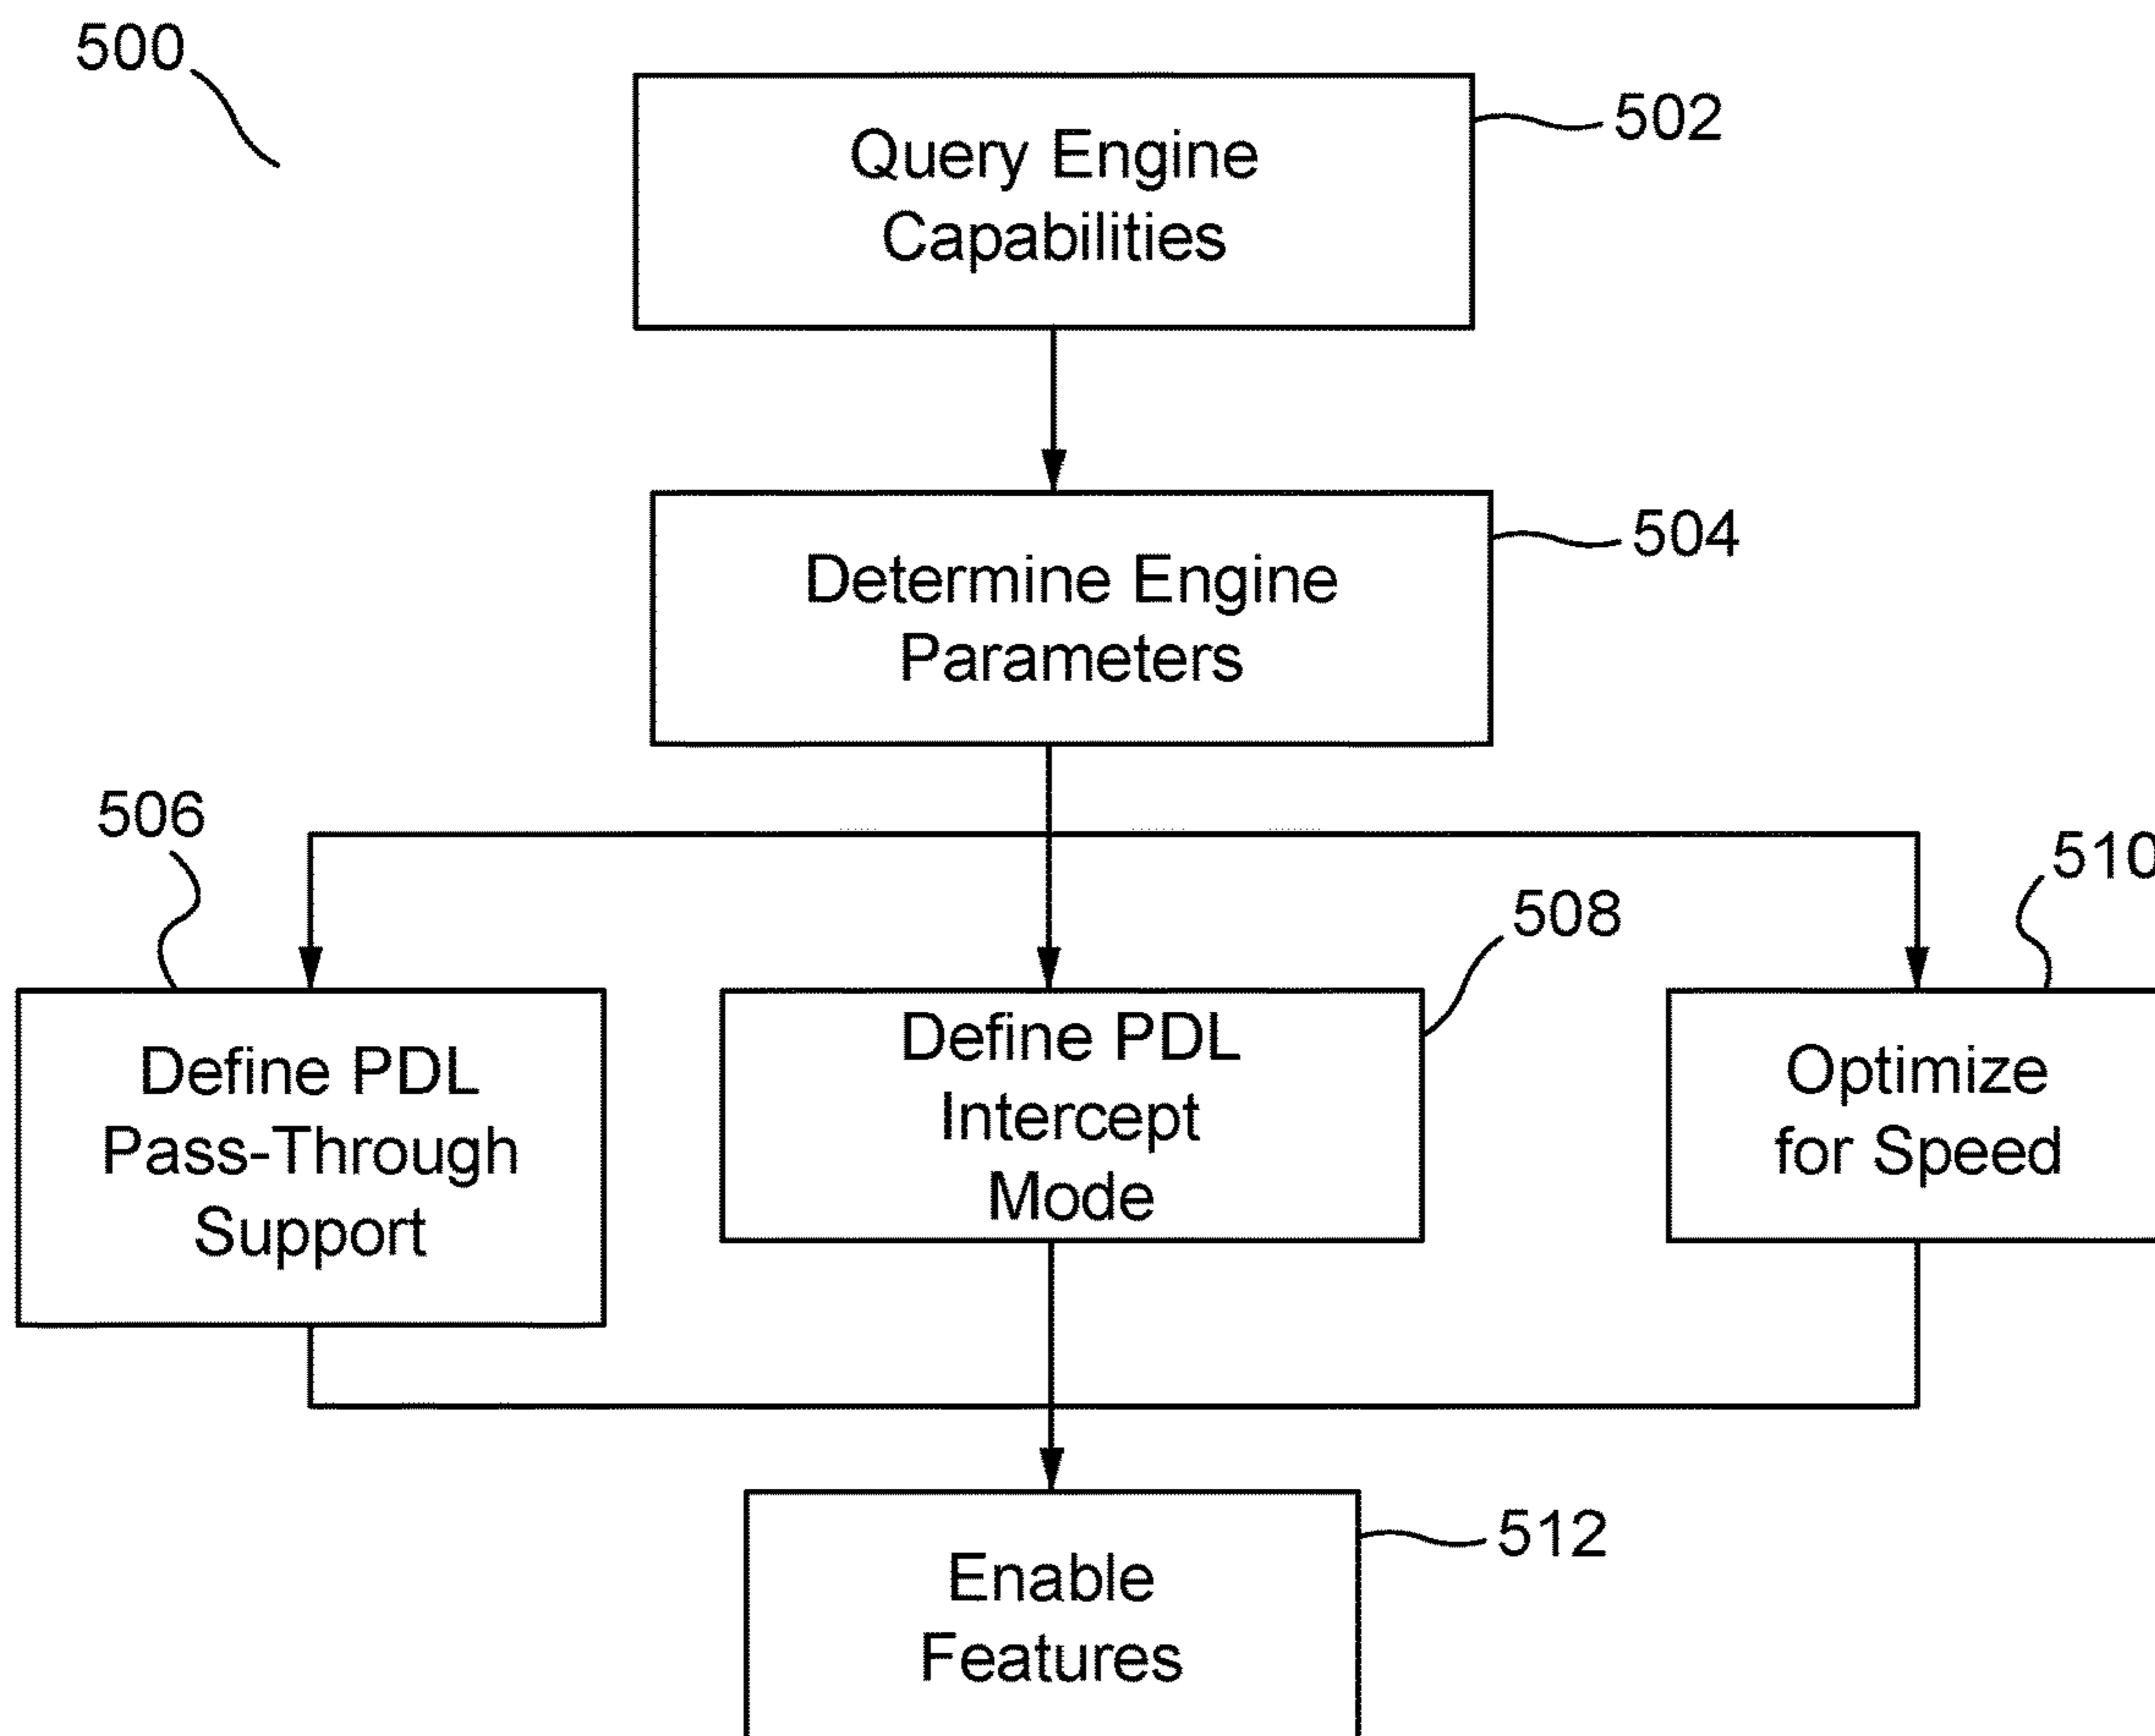 500
502
Query Engine
Capabilities
504
Determine Engine
Parameters
506
508
510
Define PDL
Pass-Through
Support
Define PDL
Intercept
Mode
Optimize
for Speed
512
Enable
Features